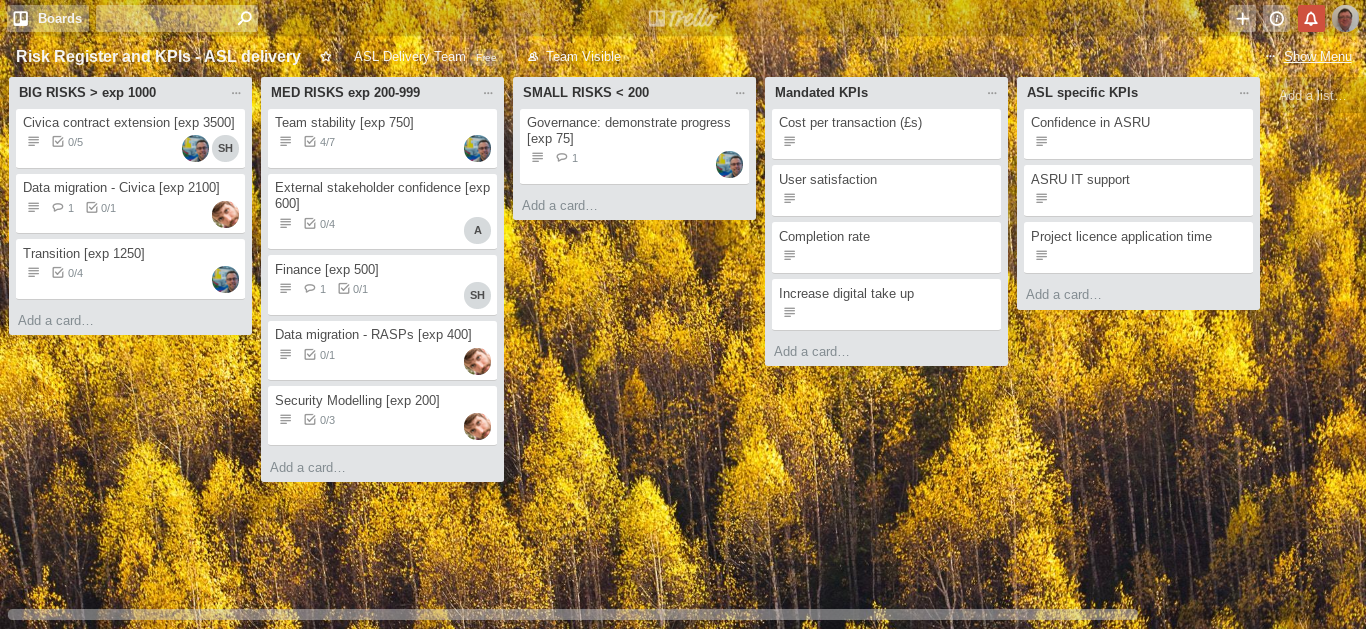 Boards
Trello
Risk Register and KPIs - ASL delivery
ASL Delivery Team Free
Team Visible
... Show Menu
BIG RISKS > exp 1000
Civica contract extension [exp 3500]
0/5
SH
Data migration - Civica [exp 2100]
1 0/1
Transition [exp 1250]
0/4
Add a card…
MED RISKS exp 200-999
Team stability [exp 750]
4/7
External stakeholder confidence [exp
600]
0/4
A
Finance [exp 500]
1 0/1
SH
Data migration - RASPs [exp 400]
0/1
Security Modelling [exp 200]
0/3
Add a card…
SMALL RISKS < 200
Governance: demonstrate progress
[exp 75]
1
Add a card…
Mandated KPIs
Cost per transaction (£s)
User satisfaction
Completion rate
Increase digital take up
Add a card…
ASL specific KPIs
Confidence in ASRU
ASRU IT support
Project licence application time
Add a card…
Add a list…